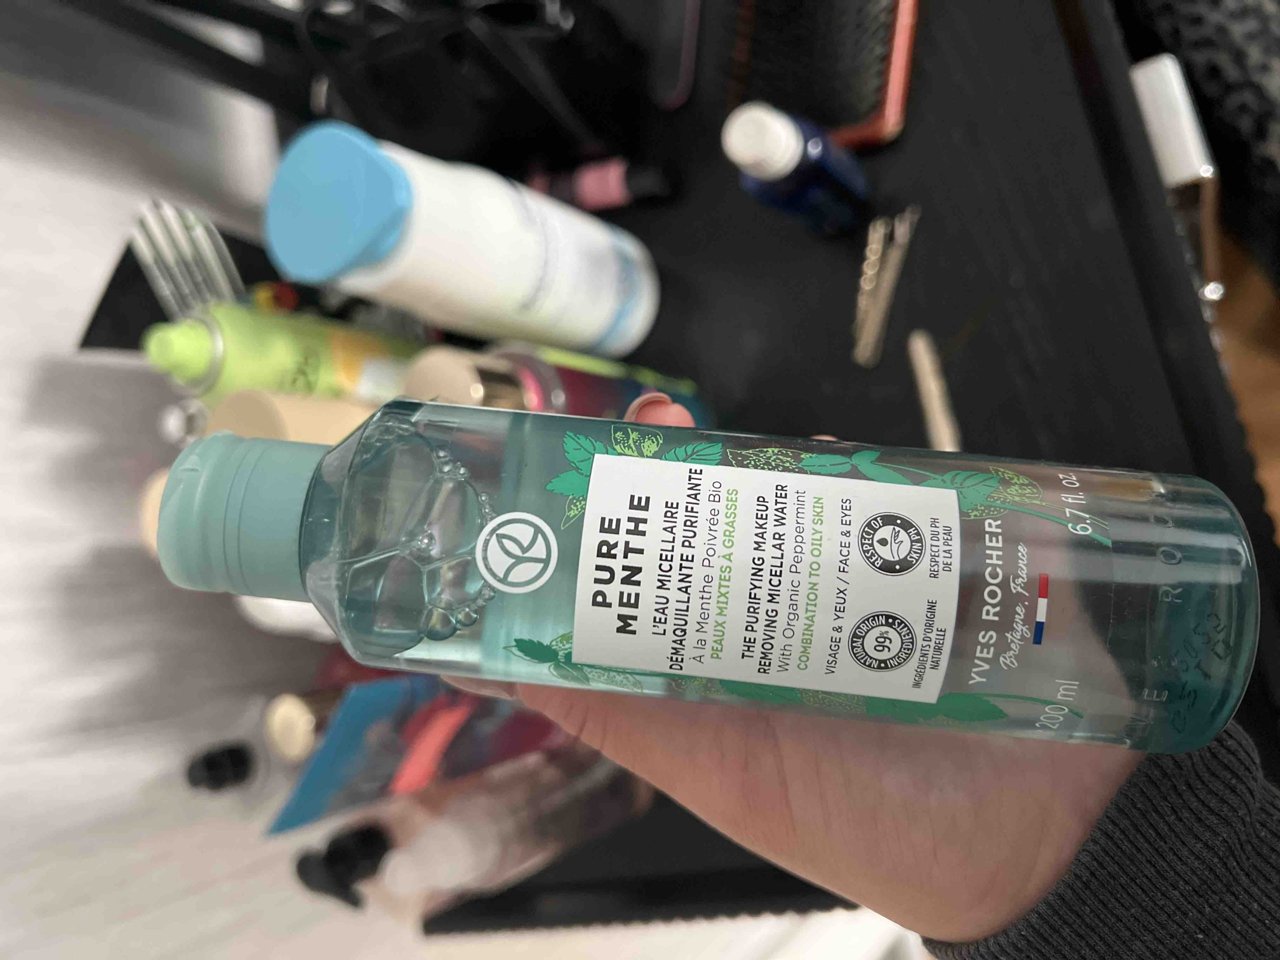 PURE
MENTHE
L'EAU MICELLAIRE
DÉMAQUILLANTE PURIFIANTE
À la Menthe Poivrée Bio
PEAUX MIXTES À GRASSES
THE PURIFYING MAKEUP
REMOVING MICELLAR WATER
With Organic Peppermint
COMBINATION TO OILY SKIN
VISAGE & YEUX / FACE & EYES
NATURAL ORIGIN • INGREDIENTS •
99%
RESPECT OF
SKIN PH
INGRÉDIENTS D'ORIGINE
NATURELLE
RESPECT DU PH
DE LA PEAU
YVES ROCHER
Bretagne, France
200 ml
6.7 fl. oz